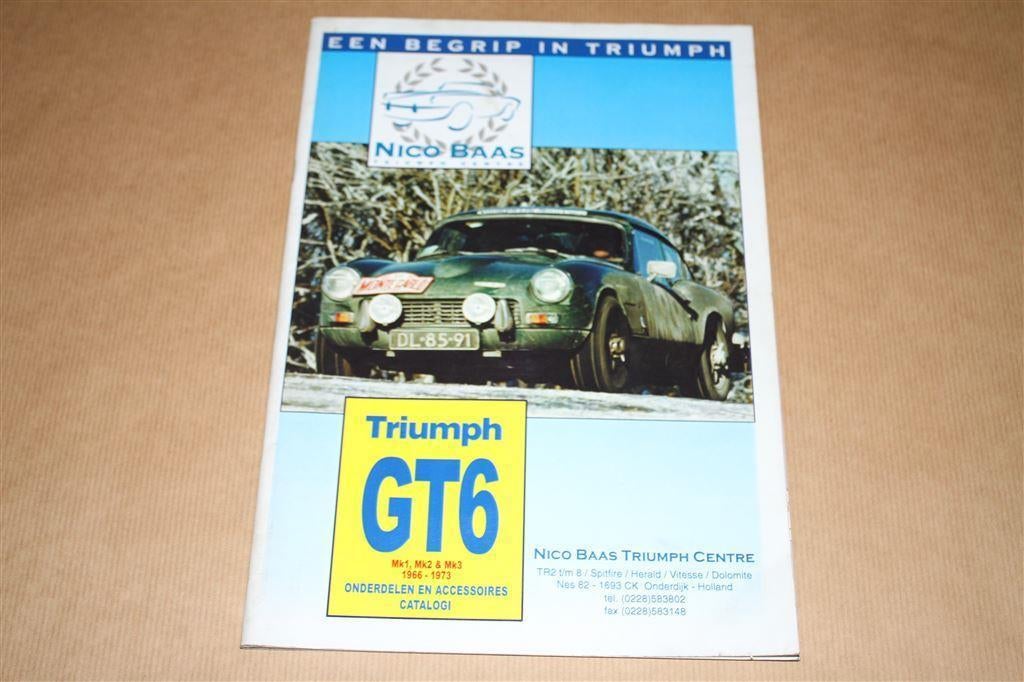 EEN BEGRIP IN TRIUMPH
NICO BAAS
TRIUMPH CENTRE
MONTE CARLO
DL-85-91
Triumph
GT6
Mk1, Mk2 & Mk3
1966 - 1973
ONDERDELEN EN ACCESSOIRES
CATALOGI
NICO BAAS TRIUMPH CENTRE
TR2 t/m 8 / Spitfire / Herald / Vitesse / Dolomite
Nes 82 - 1693 CK Onderdijk - Holland
tel. (0228)583802
fax (0228)583148